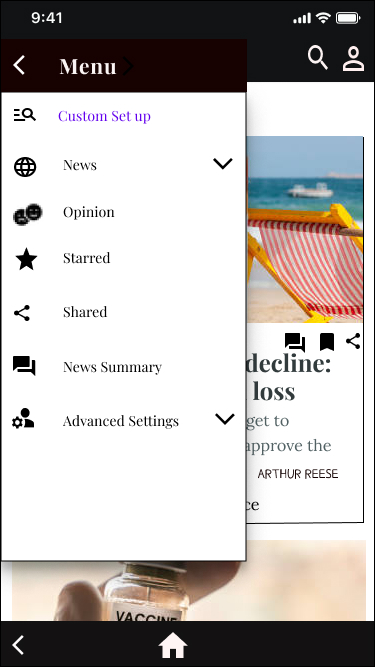 9:41
Menu
Custom Set up
News
Opinion
Starred
Shared
News Summary
Advanced Settings
decline:
loss
get to
approve the
ARTHUR REESE
ce
VACCINE